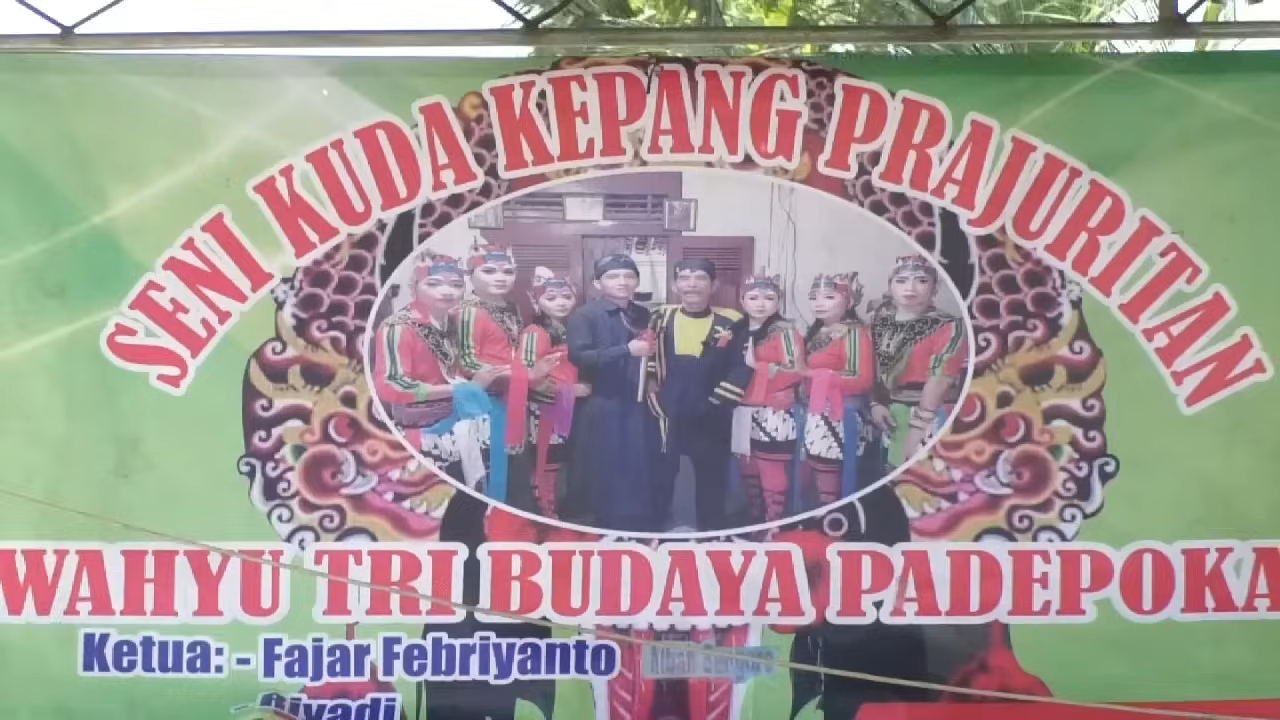 SENI KUDA KEPANG PRAJURITAN
WAHYU TRI BUDAYA PADEPOKA
Ketua: - Fajar Febriyanto